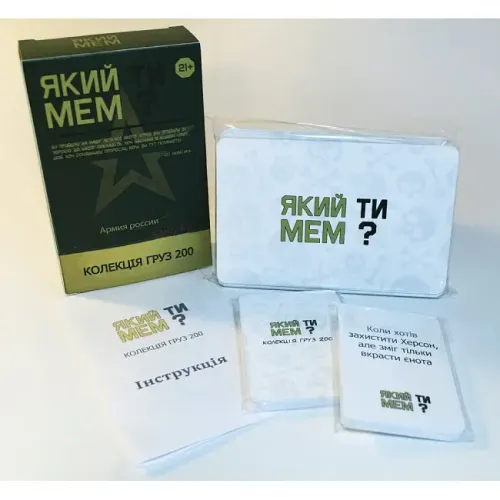 ЯКИЙ ТИ
МЕМ ?
21+
Армия россии
КОЛЕКЦІЯ ГРУЗ 200
ЯКИЙ ТИ
МЕМ ?
ЯКИЙ ТИ
МЕМ ?
КОЛЕКЦІЯ ГРУЗ 200
Інструкція
ЯКИЙ ТИ
МЕМ ?
КОЛЕКЦІЯ ГРУЗ 200
Коли хотів
захистити Херсон,
але зміг тільки
вкрасти єнота
ЯКИЙ ТИ
МЕМ ?